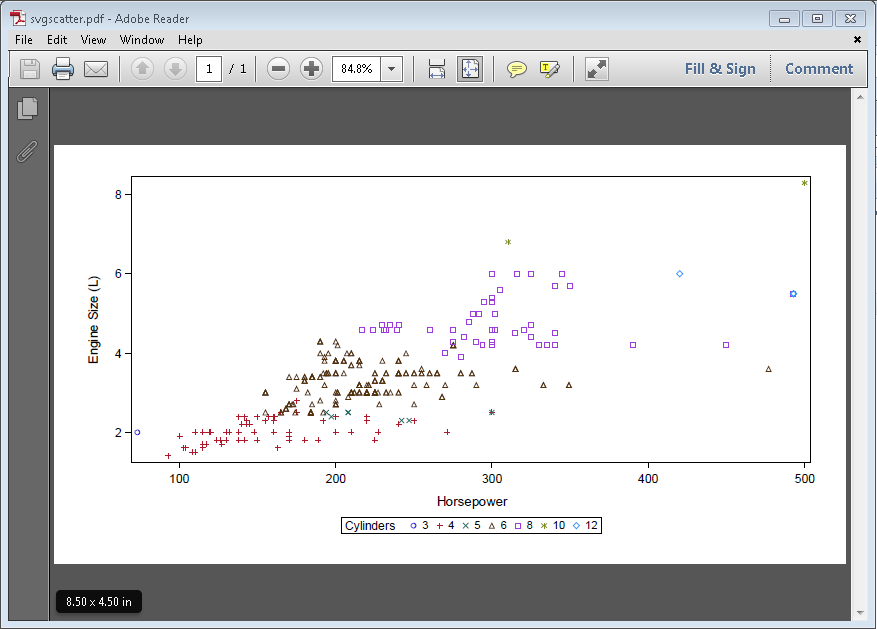 svgscatter.pdf - Adobe Reader
File Edit View Window Help
1 / 1 84.8% T Fill & Sign Comment
8
6
4
2
Engine Size (L)
100 200 300 400 500
Horsepower
Cylinders 3 4 5 6 8 10 12
8.50 x 4.50 in